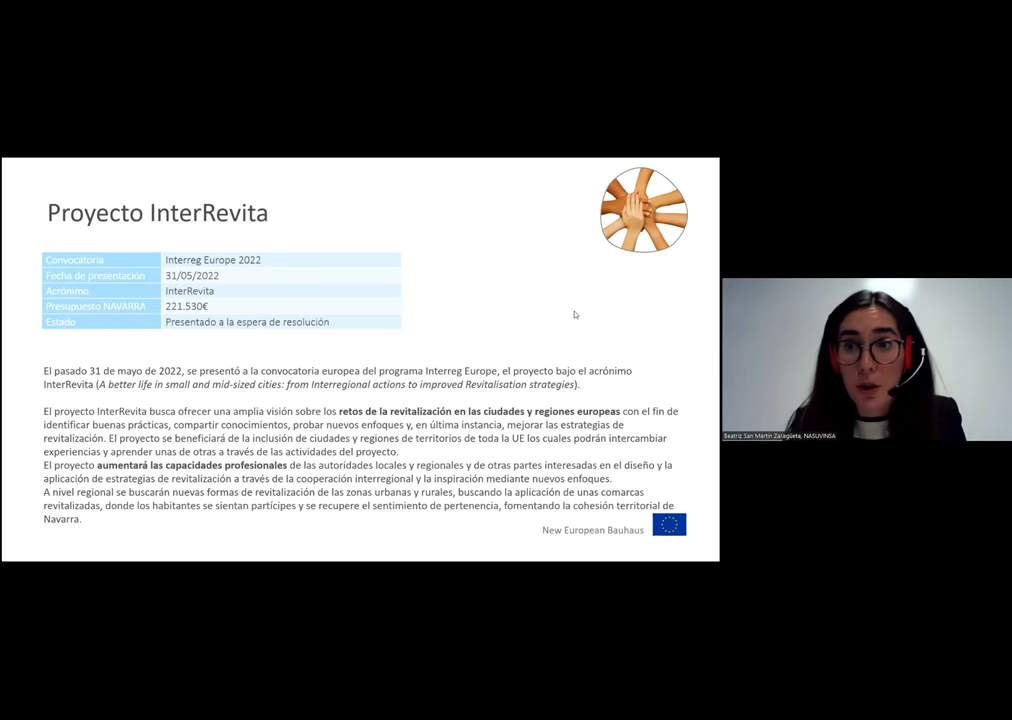 Proyecto InterRevita
Convocatoria Interreg Europe 2022
Fecha de presentación 31/05/2022
Acrónimo InterRevita
Presupuesto NAVARRA 221.530€
Estado Presentado a la espera de resolución
El pasado 31 de mayo de 2022, se presentó a la convocatoria europea del programa Interreg Europe, el proyecto bajo el acrónimo
InterRevita (A better life in small and mid-sized cities: from Interregional actions to improved Revitalisation strategies).
El proyecto InterRevita busca ofrecer una amplia visión sobre los retos de la revitalización en las ciudades y regiones europeas con el fin de
identificar buenas prácticas, compartir conocimientos, probar nuevos enfoques y, en última instancia, mejorar las estrategias de
revitalización. El proyecto se beneficiará de la inclusión de ciudades y regiones de territorios de toda la UE los cuales podrán intercambiar
experiencias y aprender unas de otras a través de las actividades del proyecto.
El proyecto aumentará las capacidades profesionales de las autoridades locales y regionales y de otras partes interesadas en el diseño y la
aplicación de estrategias de revitalización a través de la cooperación interregional y la inspiración mediante nuevos enfoques.
A nivel regional se buscarán nuevas formas de revitalización de las zonas urbanas y rurales, buscando la aplicación de unas comarcas
revitalizadas, donde los habitantes se sientan partícipes y se recupere el sentimiento de pertenencia, fomentando la cohesión territorial de
Navarra.
New European Bauhaus
Beatriz San Martín Zaragüeta, NASUVINSA